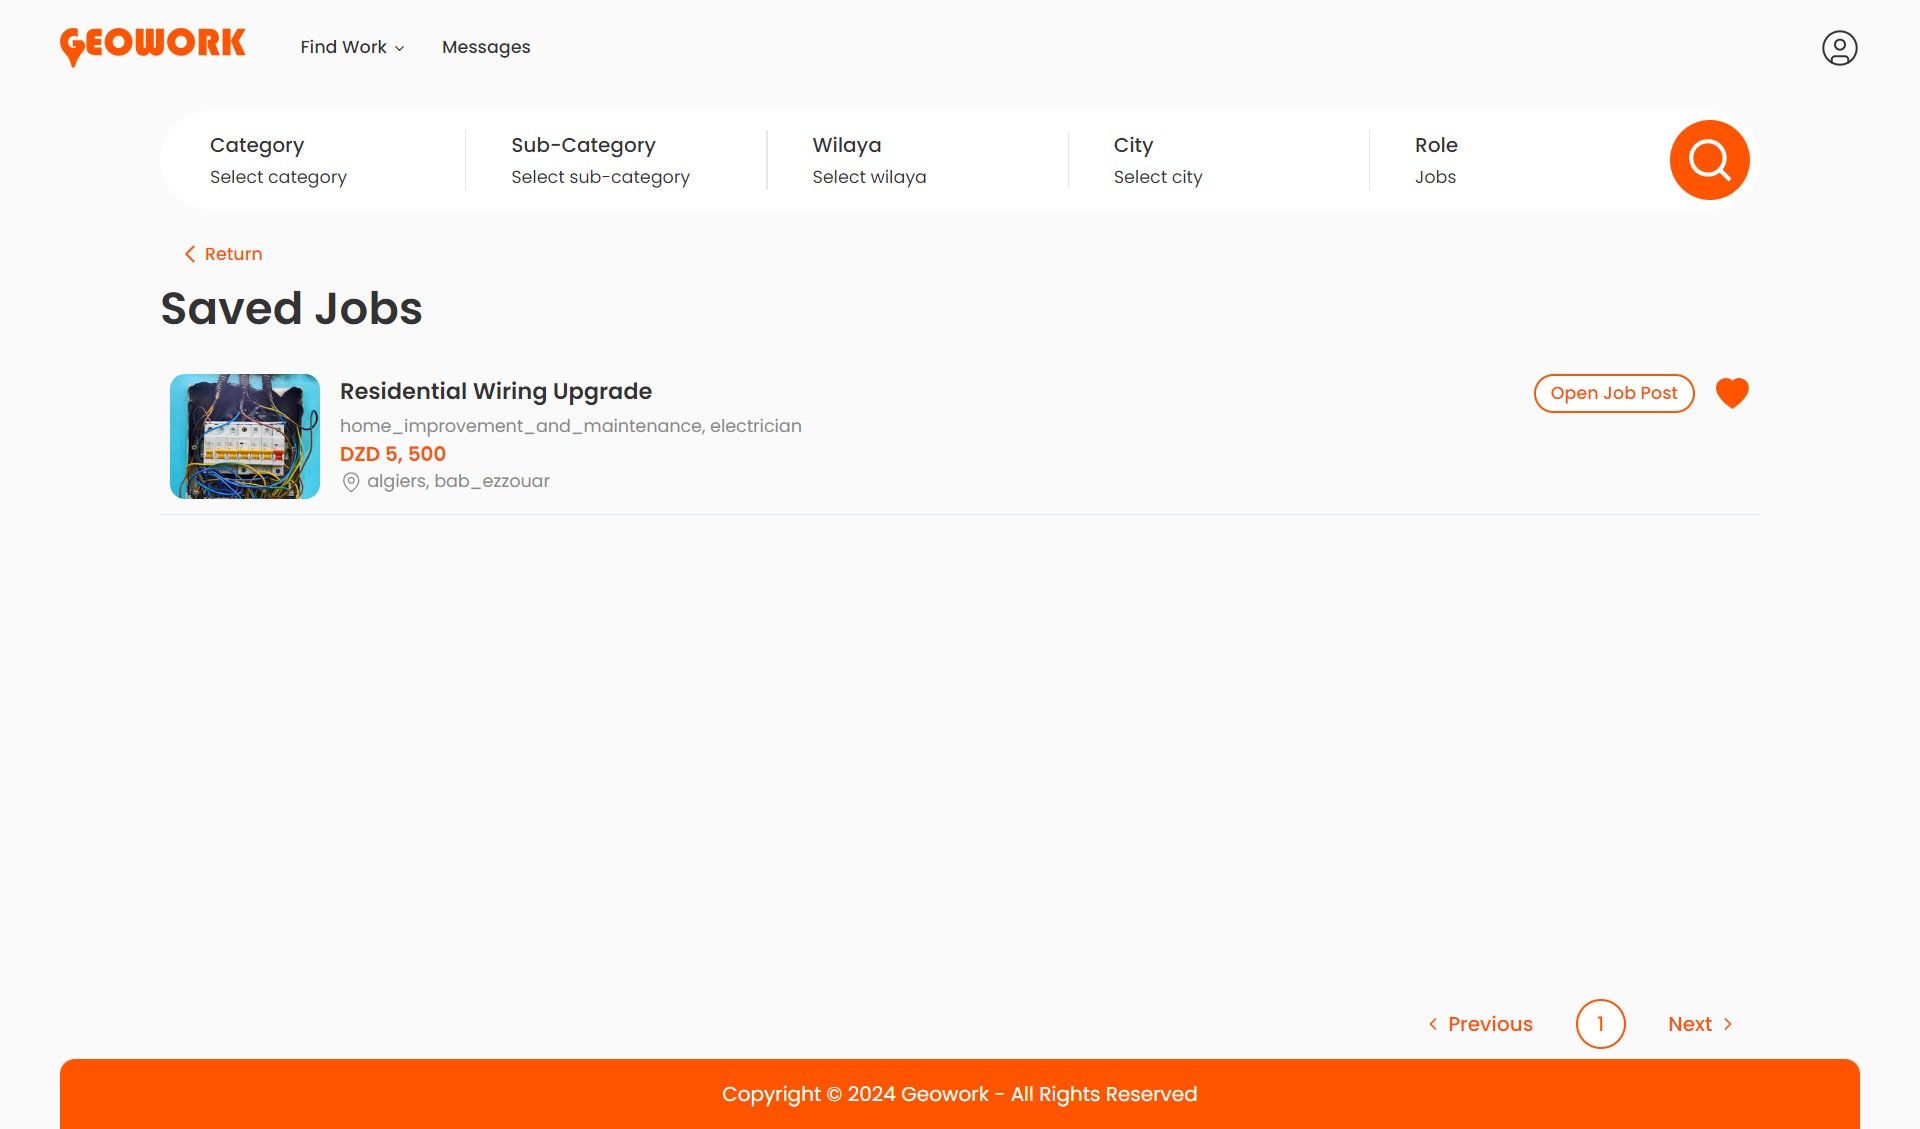 GEOWORK
Find Work
Messages
Category
Select category
Sub-Category
Select sub-category
Wilaya
Select wilaya
City
Select city
Role
Jobs
Return
Saved Jobs
Residential Wiring Upgrade
home_improvement_and_maintenance, electrician
DZD 5, 500
algiers, bab_ezzouar
Open Job Post
Previous
1
Next
Copyright © 2024 Geowork - All Rights Reserved